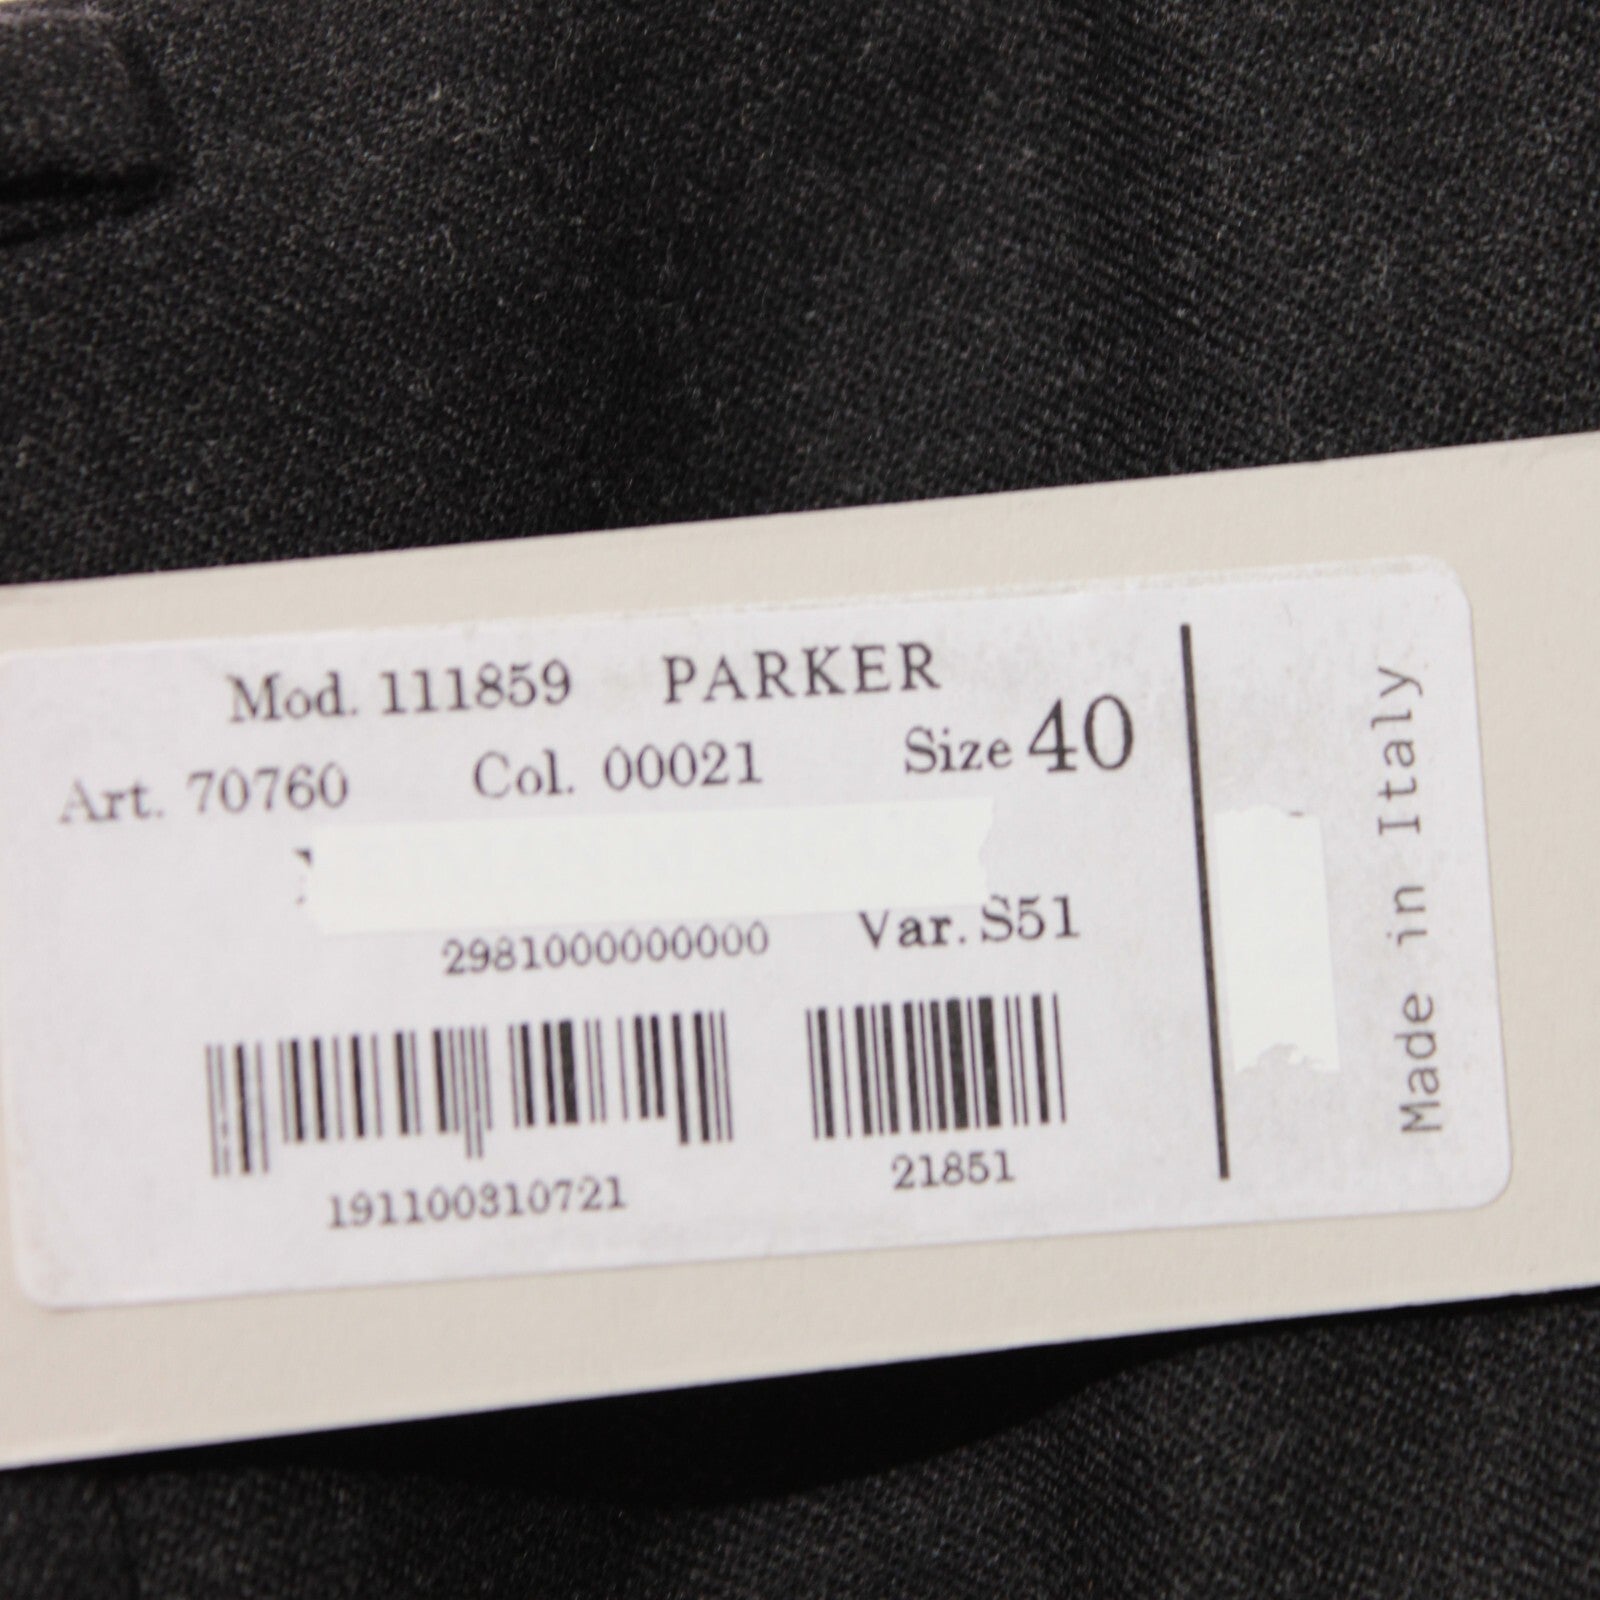 Mod. 111859 PARKER
Art. 70760 Col. 00021 Size 40
2981000000000 Var. S51
191100310721 21851
Made in Italy